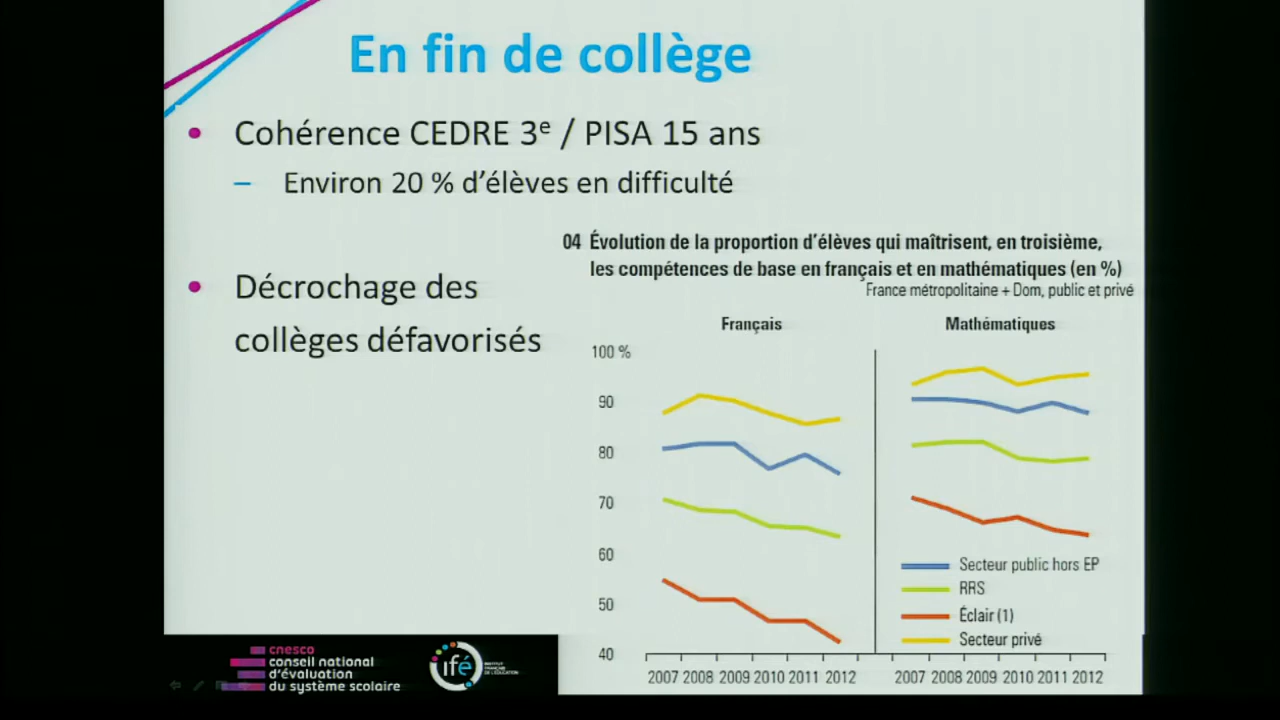 En fin de collège
• Cohérence CEDRE 3e / PISA 15 ans
– Environ 20 % d'élèves en difficulté
• Décrochage des
collèges défavorisés
04 Évolution de la proportion d'élèves qui maîtrisent, en troisième,
les compétences de base en français et en mathématiques (en %)
France métropolitaine + Dom, public et privé
Français
Mathématiques
100 %
90
80
70
60
50
40
2007 2008 2009 2010 2011 2012
2007 2008 2009 2010 2011 2012
Secteur public hors EP
RRS
Éclair (1)
Secteur privé
cnesco
conseil national
d'évaluation
du système scolaire
ifé
INSTITUT
FRANÇAIS
DE L'ÉDUCATION